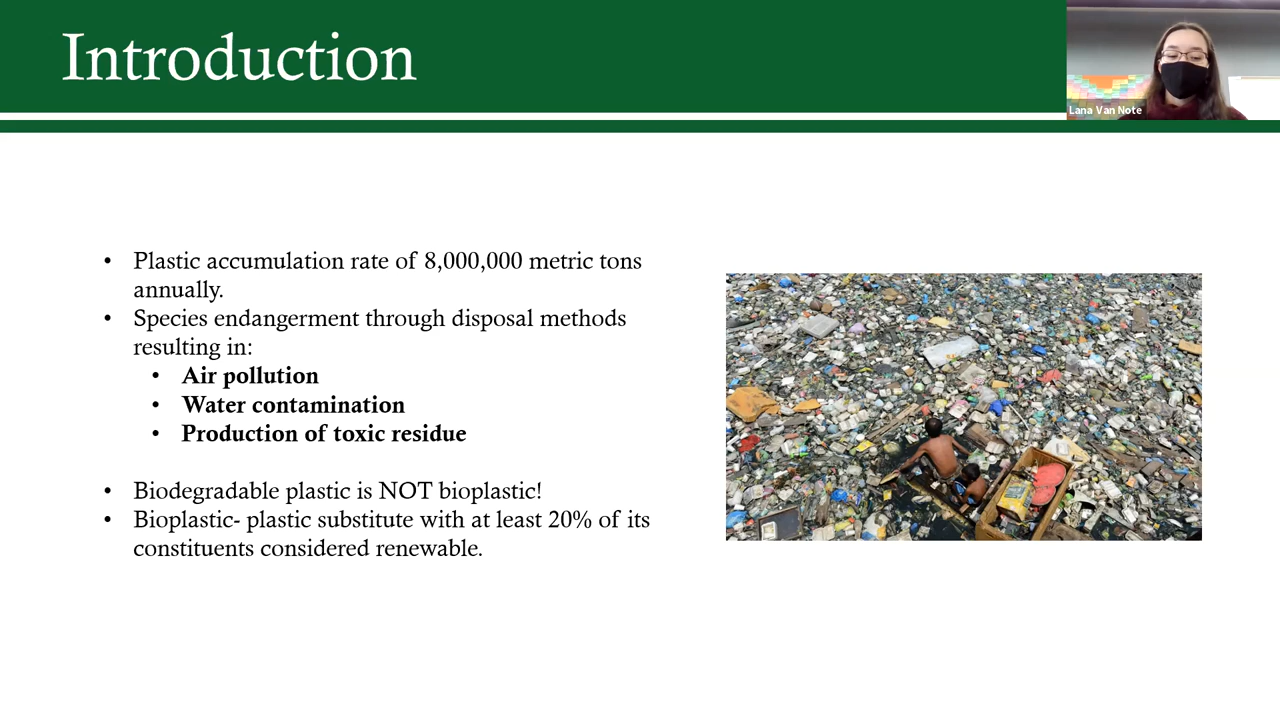 Introduction
Lana Van Note
• Plastic accumulation rate of 8,000,000 metric tons
annually.
• Species endangerment through disposal methods
resulting in:
• Air pollution
• Water contamination
• Production of toxic residue
• Biodegradable plastic is NOT bioplastic!
• Bioplastic- plastic substitute with at least 20% of its
constituents considered renewable.